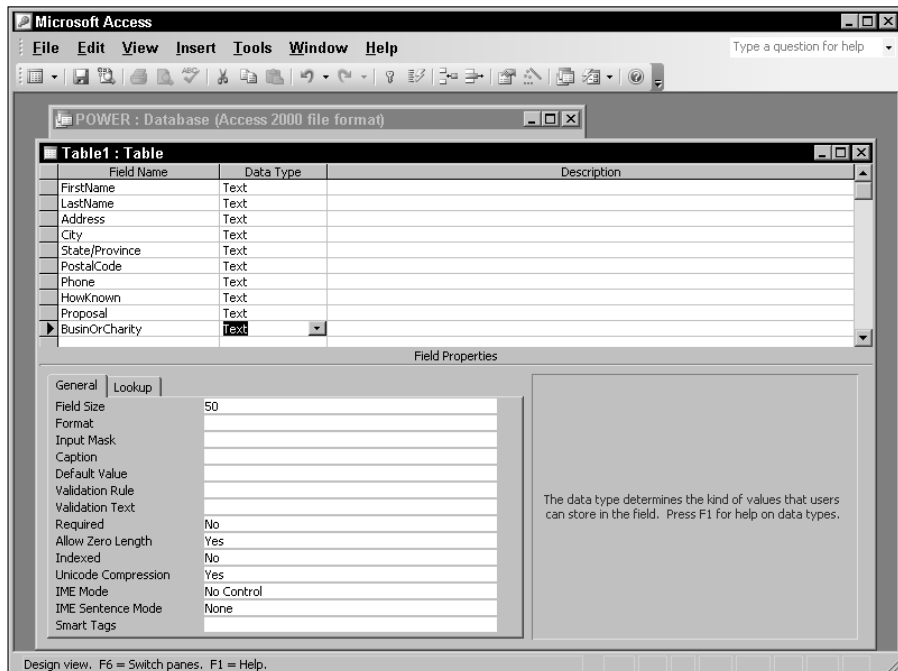 Microsoft Access
File Edit View Insert Tools Window Help Type a question for help
POWER : Database (Access 2000 file format)
Table1 : Table
Field Name Data Type Description
FirstName Text
LastName Text
Address Text
City Text
State/Province Text
PostalCode Text
Phone Text
HowKnown Text
Proposal Text
BusinOrCharity Text
Field Properties
General Lookup
Field Size 50
Format
Input Mask
Caption
Default Value
Validation Rule
Validation Text
Required No
Allow Zero Length Yes
Indexed No
Unicode Compression Yes
IME Mode No Control
IME Sentence Mode None
Smart Tags
The data type determines the kind of values that users
can store in the field. Press F1 for help on data types.
Design view. F6 = Switch panes. F1 = Help.